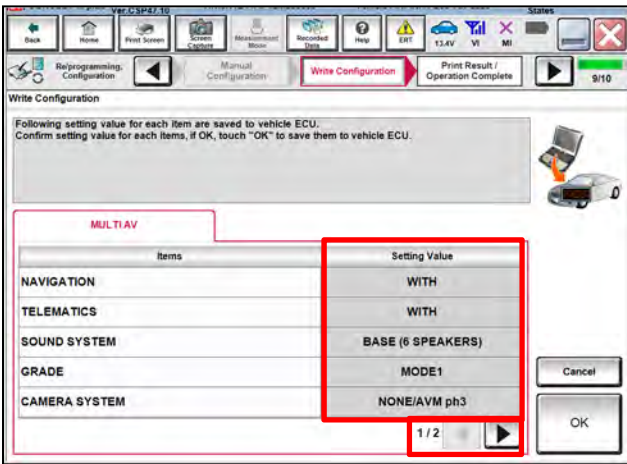 Ver.CSP47.10
States
Back
Home
Print Screen
Screen Capture
Measurement Mode
Recorded Data
Help
ERT
13.4V
VI
MI
Re/programming, Configuration
Manual Configuration
Write Configuration
Print Result / Operation Complete
9/10
Write Configuration
Following setting value for each item are saved to vehicle ECU.
Confirm setting value for each items, if OK, touch "OK" to save them to vehicle ECU.
MULTI AV
Items Setting Value
NAVIGATION WITH
TELEMATICS WITH
SOUND SYSTEM BASE (6 SPEAKERS)
GRADE MODE1
CAMERA SYSTEM NONE/AVM ph3
1/2
Cancel
OK